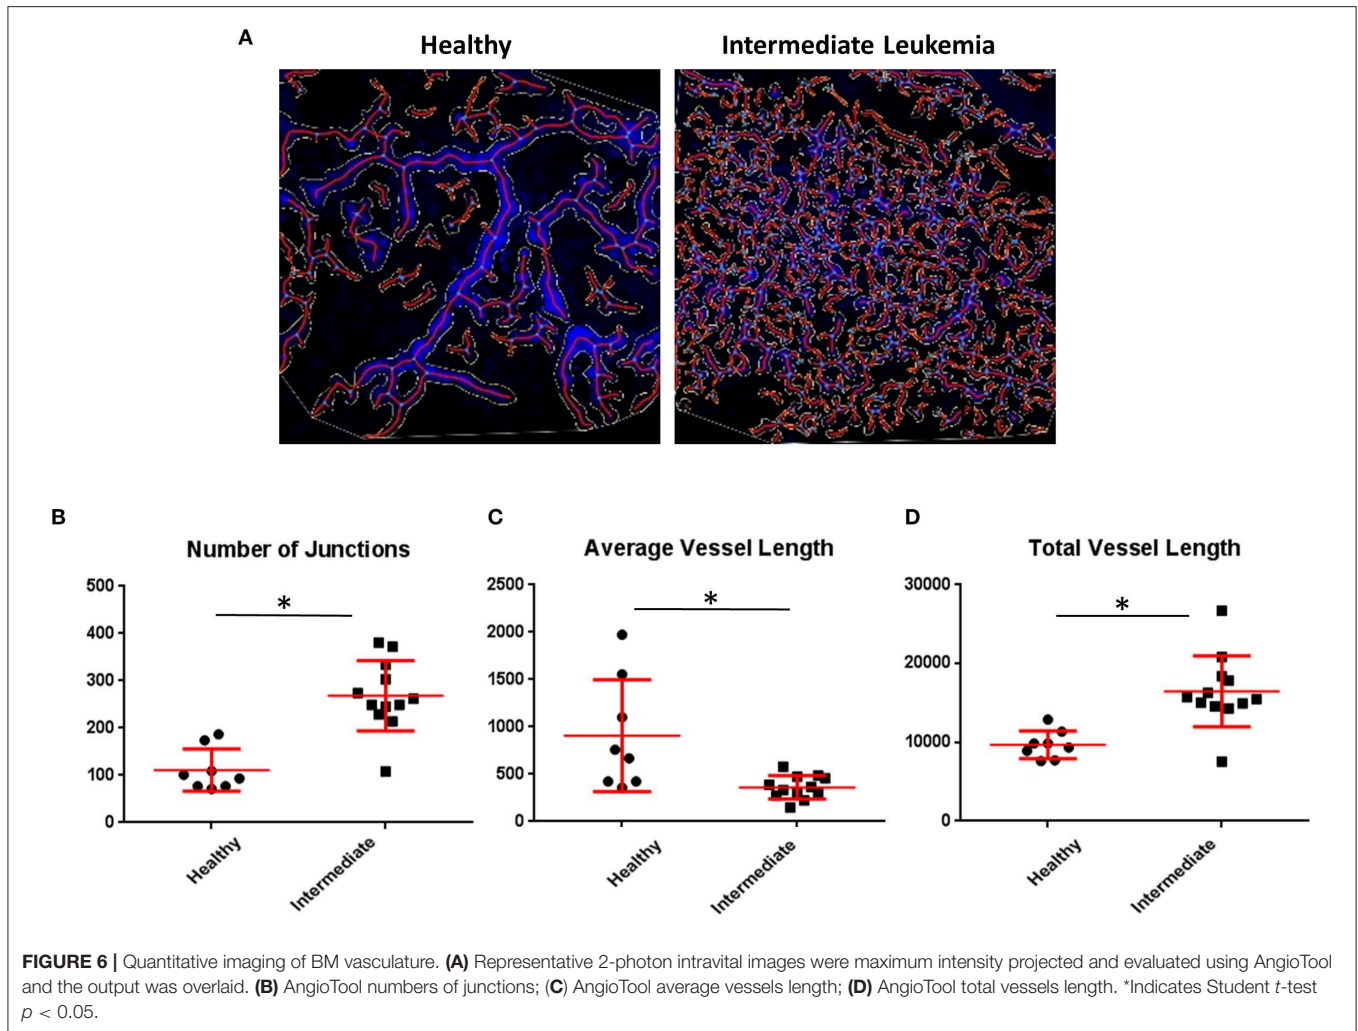 A
Healthy
Intermediate Leukemia
B
Number of Junctions
500
400
300
200
100
0
*
Healthy
Intermediate
C
Average Vessel Length
2500
2000
1500
1000
500
0
*
Healthy
Intermediate
D
Total Vessel Length
30000
20000
10000
0
*
Healthy
Intermediate
FIGURE 6 | Quantitative imaging of BM vasculature. (A) Representative 2-photon intravital images were maximum intensity projected and evaluated using AngioTool
and the output was overlaid. (B) AngioTool numbers of junctions; (C) AngioTool average vessels length; (D) AngioTool total vessels length. *Indicates Student t-test
p < 0.05.